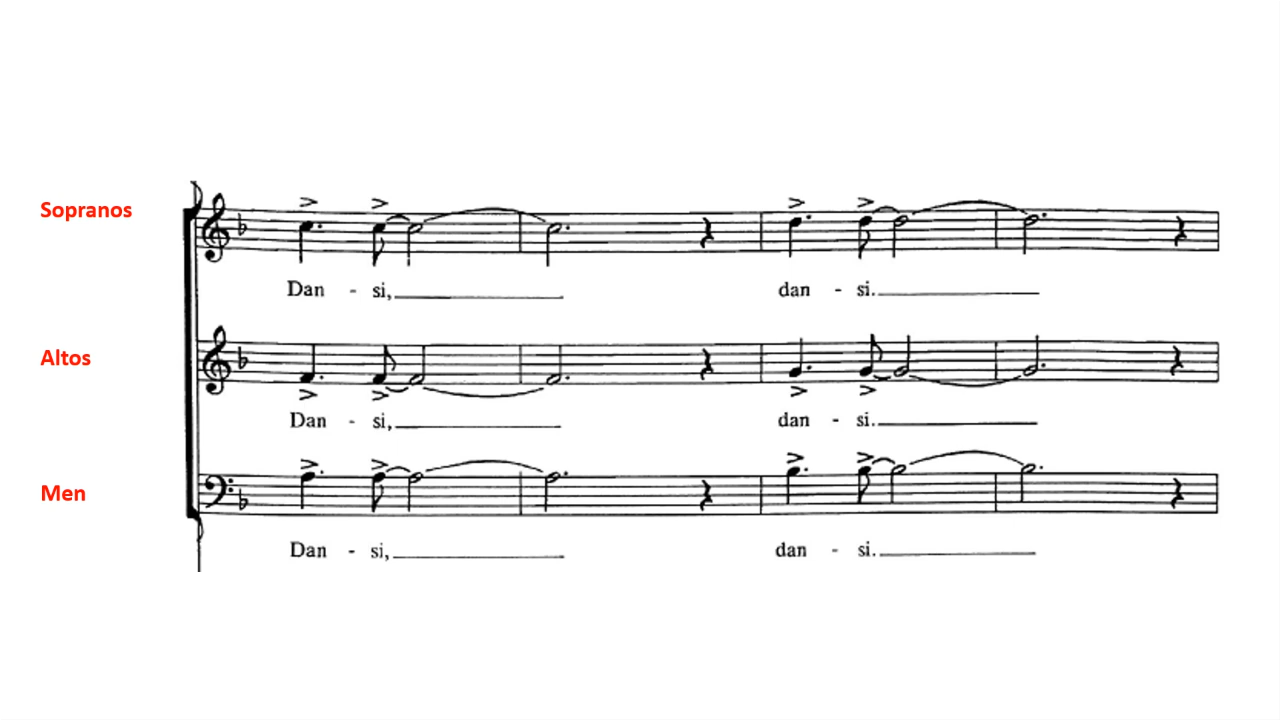 Sopranos
Dan - si, dan - si.
Altos
Dan - si, dan - si.
Men
Dan - si, dan - si.